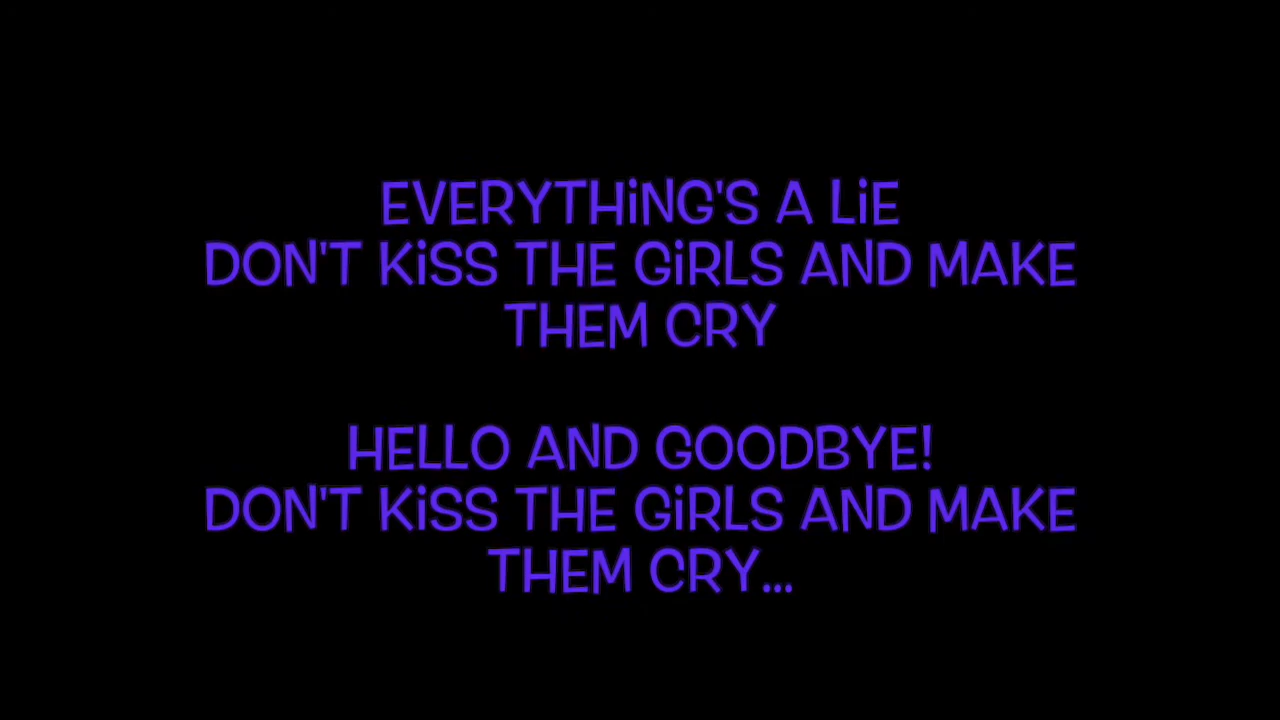 EVERYTHiNG'S A LiE
DON'T KiSS THE GiRLS AND MAKE
THEM CRY
HELLO AND GOODBYE!
DON'T KiSS THE GiRLS AND MAKE
THEM CRY...